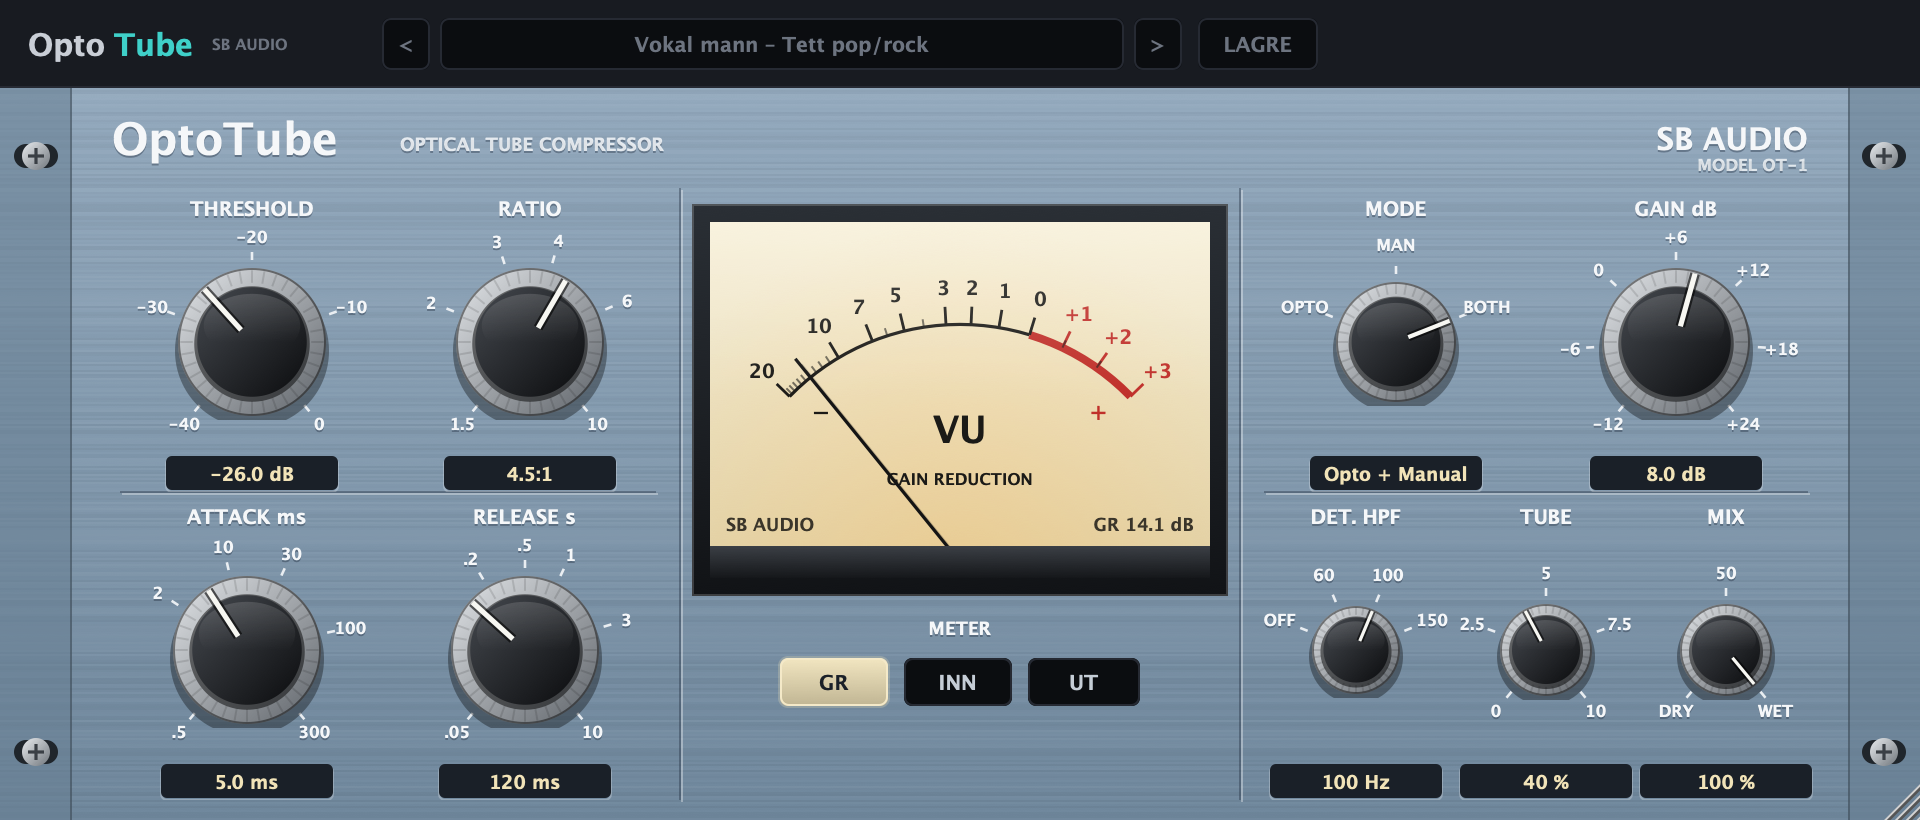 Opto Tube SB AUDIO < Vokal mann – Tett pop/rock > LAGRE
OptoTube OPTICAL TUBE COMPRESSOR
SB AUDIO
MODEL OT-1
THRESHOLD
-20
-30
-10
-40
0
-26.0 dB
RATIO
3
4
2
6
1.5
10
4.5:1
ATTACK ms
10
30
2
100
.5
300
5.0 ms
RELEASE s
.2
.5
1
3
.05
10
120 ms
20 10 7 5 3 2 1 0 +1 +2 +3
− +
VU
GAIN REDUCTION
SB AUDIO GR 14.1 dB
METER
GR INN UT
MODE
MAN
OPTO
BOTH
Opto + Manual
GAIN dB
+6
0
+12
-6
+18
-12
+24
8.0 dB
DET. HPF
60
100
OFF
150
100 Hz
TUBE
5
2.5
7.5
0
10
40 %
MIX
50
DRY
WET
100 %